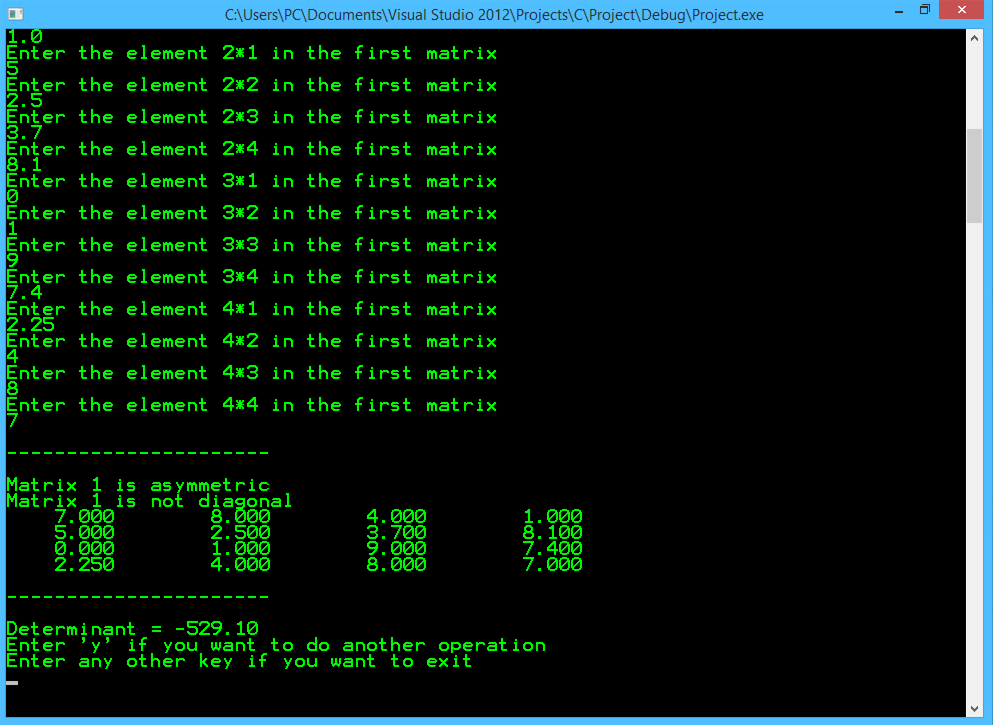 C:\Users\PC\Documents\Visual Studio 2012\Projects\C\Project\Debug\Project.exe
1.0
Enter the element 2*1 in the first matrix
5
Enter the element 2*2 in the first matrix
2.5
Enter the element 2*3 in the first matrix
3.7
Enter the element 2*4 in the first matrix
8.1
Enter the element 3*1 in the first matrix
0
Enter the element 3*2 in the first matrix
1
Enter the element 3*3 in the first matrix
9
Enter the element 3*4 in the first matrix
7.4
Enter the element 4*1 in the first matrix
2.25
Enter the element 4*2 in the first matrix
4
Enter the element 4*3 in the first matrix
8
Enter the element 4*4 in the first matrix
7
----------------------
Matrix 1 is asymmetric
Matrix 1 is not diagonal
7.000 8.000 4.000 1.000
5.000 2.500 3.700 8.100
0.000 1.000 9.000 7.400
2.250 4.000 8.000 7.000
----------------------
Determinant = -529.10
Enter 'y' if you want to do another operation
Enter any other key if you want to exit